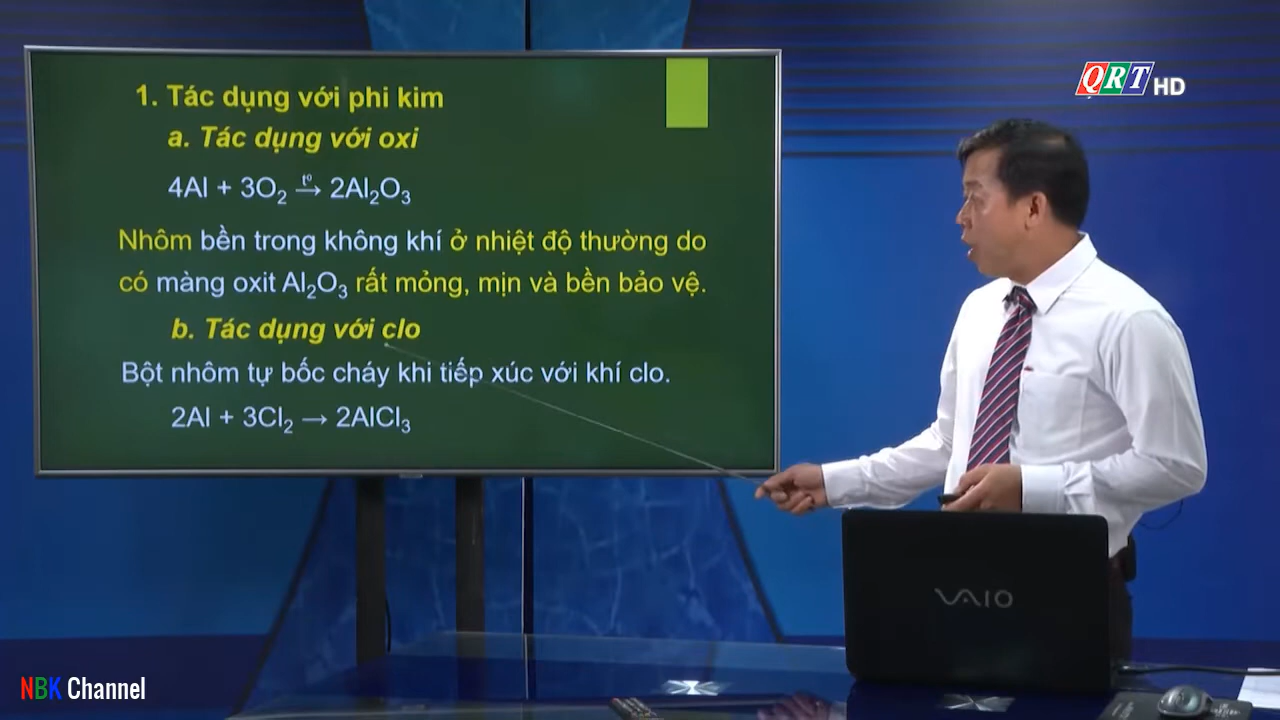 1. Tác dụng với phi kim
a. Tác dụng với oxi
4Al + 3O₂ t°→ 2Al₂O₃
Nhôm bền trong không khí ở nhiệt độ thường do
có màng oxit Al₂O₃ rất mỏng, mịn và bền bảo vệ.
b. Tác dụng với clo
Bột nhôm tự bốc cháy khi tiếp xúc với khí clo.
2Al + 3Cl₂ → 2AlCl₃
QRT HD
VAIO
NBK Channel